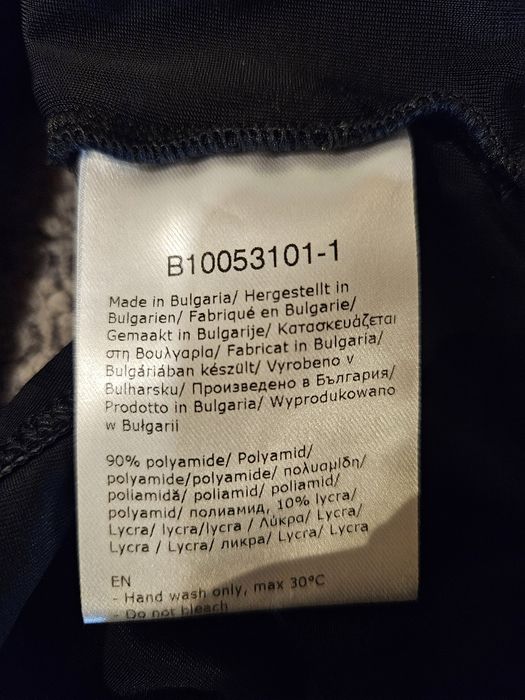 B10053101-1
Made in Bulgaria/ Hergestellt in
Bulgarien/ Fabriqué en Bulgarie/
Gemaakt in Bulgarije/ Κατασκευάζεται
στη Βουλγαρία/ Fabricat in Bulgaria/
Bulgáriában készült/ Vyrobeno v
Bulharsku/ Произведено в България/
Prodotto in Bulgaria/ Wyprodukowano
w Bułgarii
90% polyamide/ Polyamid/
polyamide/polyamide/ πολυαμίδη/
poliamidă/ poliamid/ poliamid/
polyamid/ полиамид, 10% lycra/
Lycra/ lycra/lycra / Λύκρα/ Lycra/
Lycra / Lycra/ ликра/ Lycra/ Lycra
EN
- Hand wash only, max 30°C
- Do not bleach